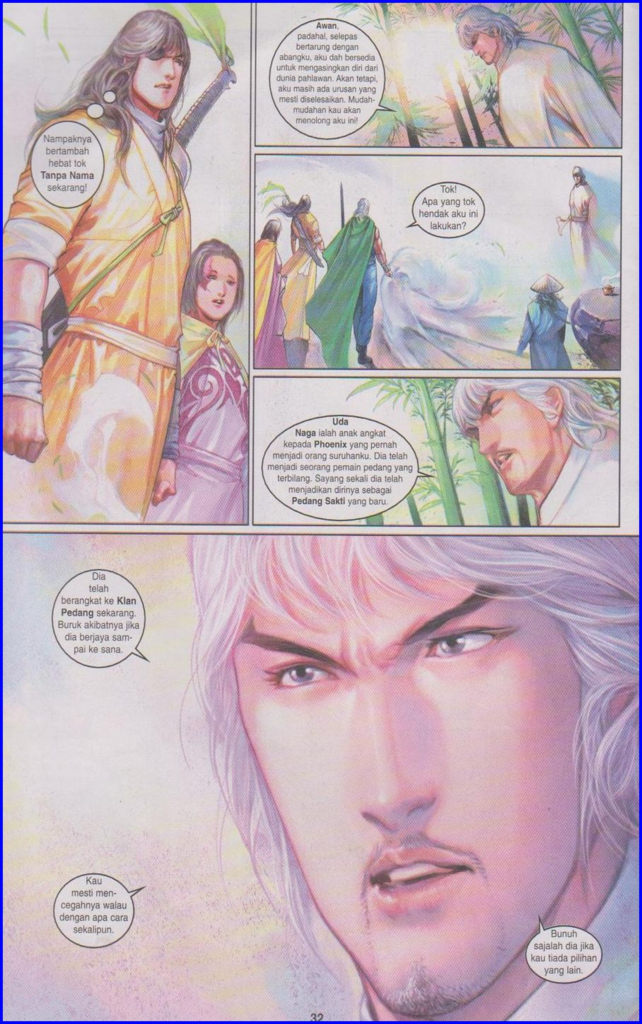 Nampaknya
bertambah
hebat tok
Tanpa Nama
sekarang!
Awan,
padahal, selepas
bertarung dengan
abangku, aku dah bersedia
untuk mengasingkan diri dari
dunia pahlawan. Akan tetapi,
aku masih ada urusan yang
mesti diselesaikan. Mudah-
mudahan kau akan
menolong aku ini!
Tok!
Apa yang tok
hendak aku ini
lakukan?
Uda
Naga ialah anak angkat
kepada Phoenix yang pernah
menjadi orang suruhanku. Dia telah
menjadi seorang pemain pedang yang
terbilang. Sayang sekali dia telah
menjadikan dirinya sebagai
Pedang Sakti yang baru.
Dia
telah
berangkat ke Klan
Pedang sekarang.
Buruk akibatnya jika
dia berjaya sam-
pai ke sana.
Kau
mesti men-
cegahnya walau
dengan apa cara
sekalipun.
Bunuh
sajalah dia jika
kau tiada pilihan
yang lain.
32